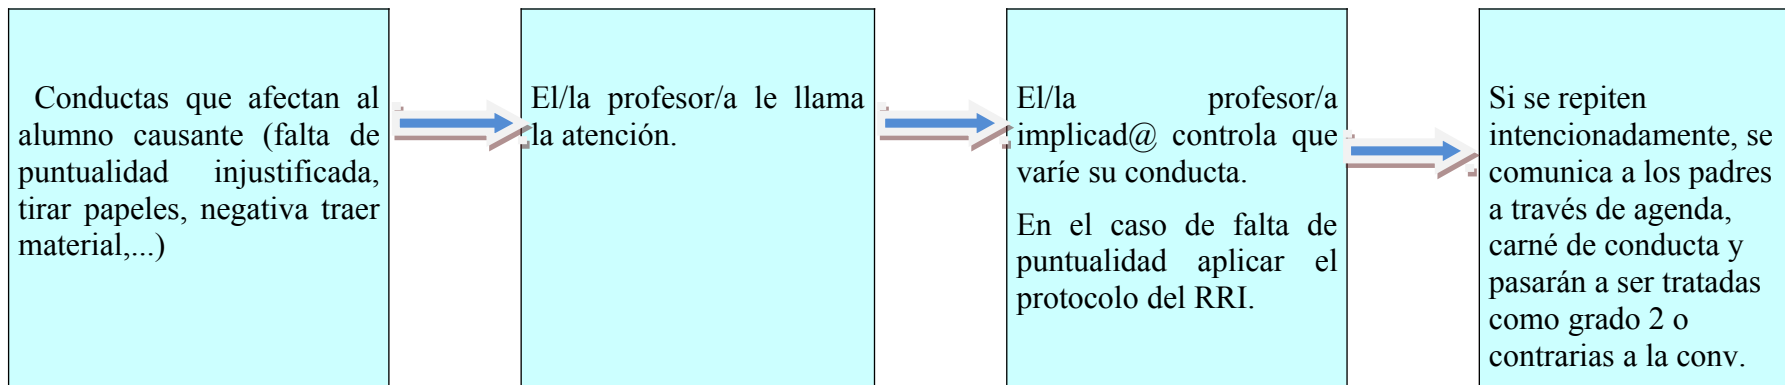 Conductas que afectan al
alumno causante (falta de
puntualidad injustificada,
tirar papeles, negativa traer
material,...)
El/la profesor/a le llama
la atención.
El/la profesor/a
implicad@ controla que
varíe su conducta.
En el caso de falta de
puntualidad aplicar el
protocolo del RRI.
Si se repiten
intencionadamente, se
comunica a los padres
a través de agenda,
carné de conducta y
pasarán a ser tratadas
como grado 2 o
contrarias a la conv.